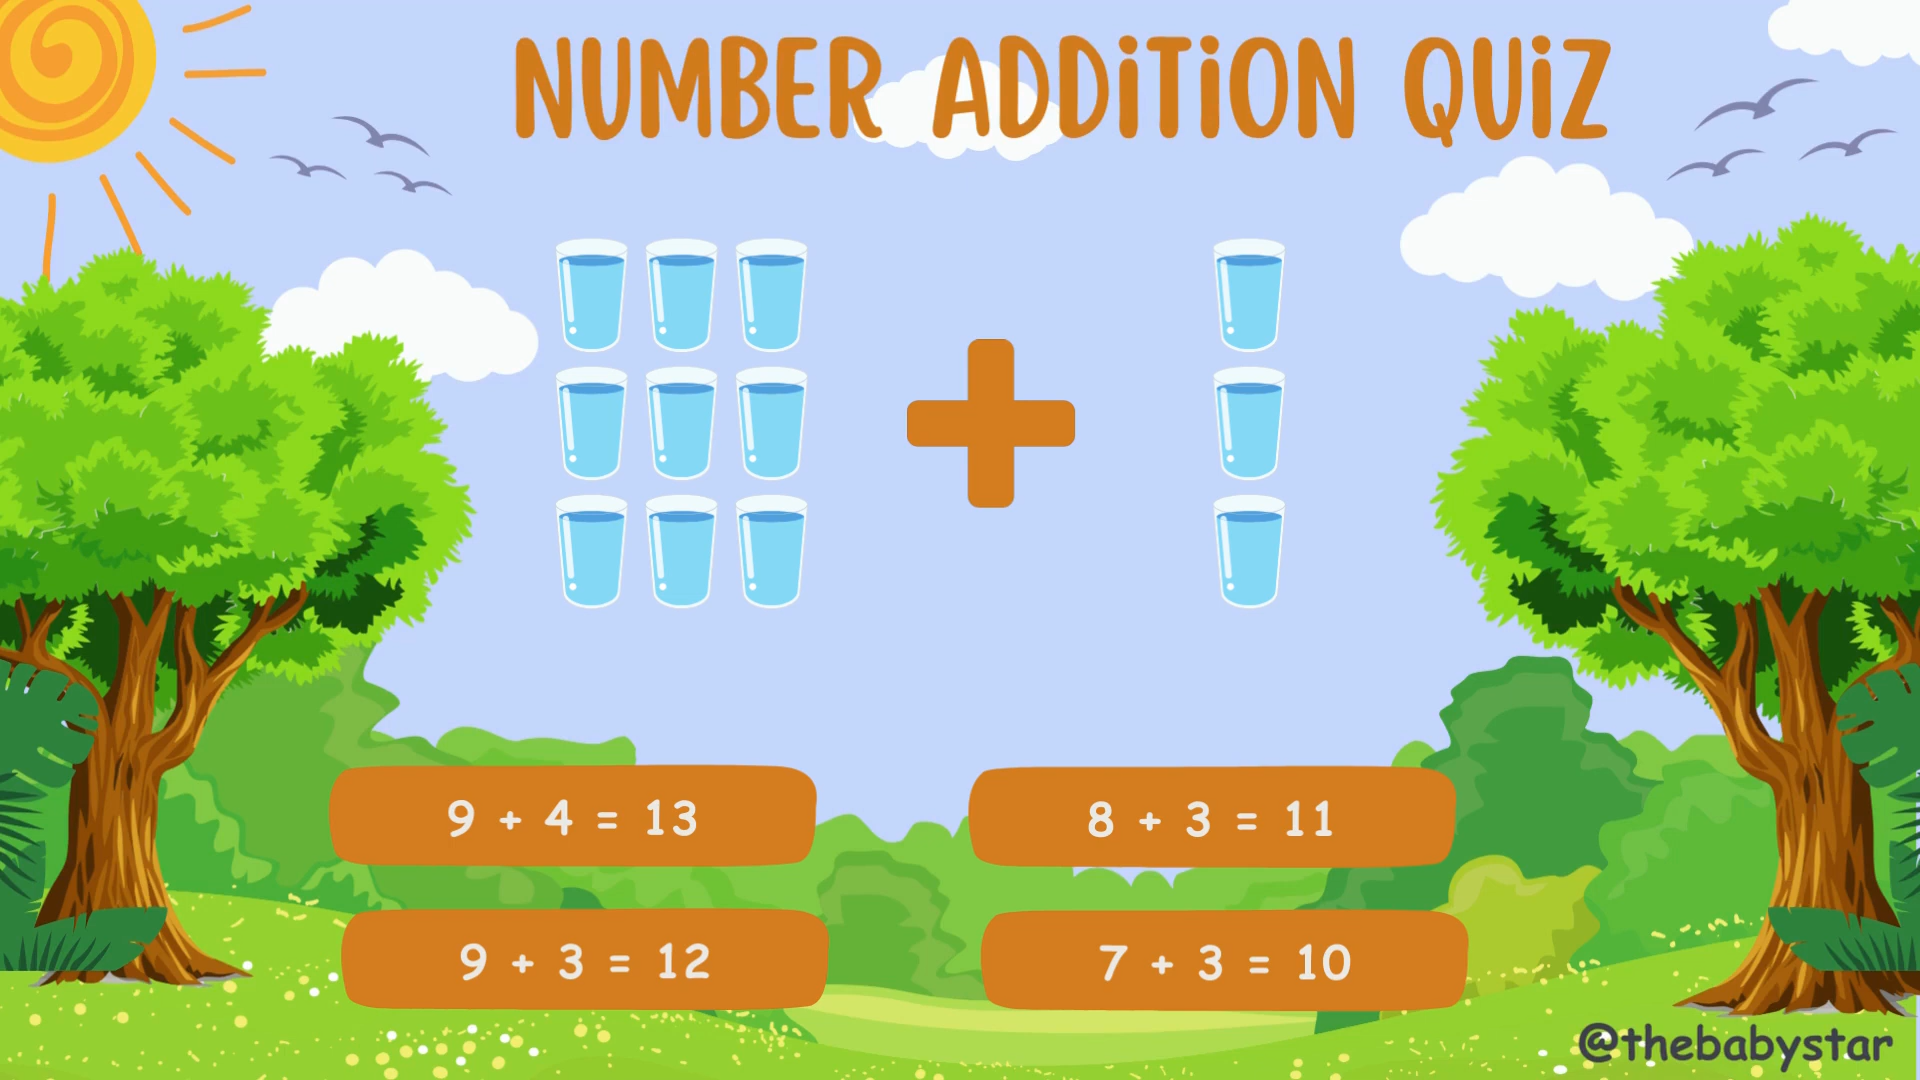 NUMBER ADDiTiON QUiZ
9 + 4 = 13
8 + 3 = 11
9 + 3 = 12
7 + 3 = 10
@thebabystar